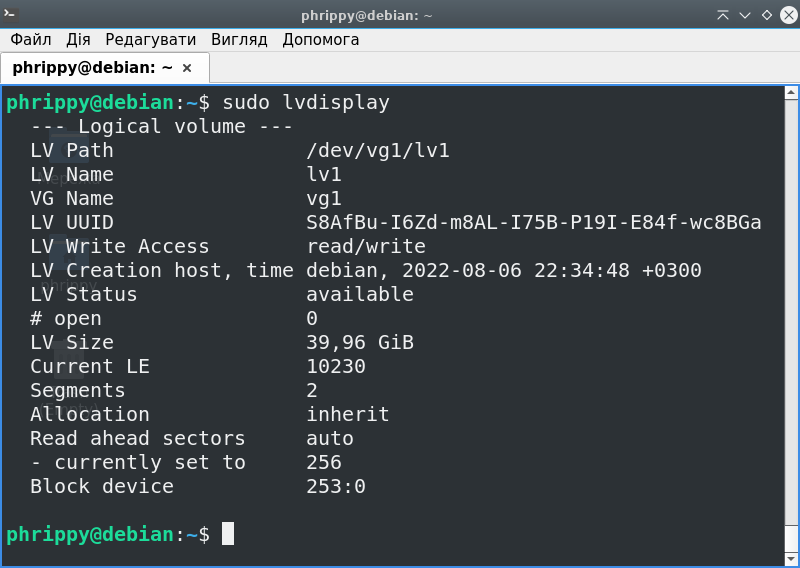 phrippy@debian: ~
Файл Дія Редагувати Вигляд Допомога
phrippy@debian: ~ ×
phrippy@debian:~$ sudo lvdisplay
--- Logical volume ---
LV Path /dev/vg1/lv1
LV Name lv1
VG Name vg1
LV UUID S8AfBu-I6Zd-m8AL-I75B-P19I-E84f-wc8BGa
LV Write Access read/write
LV Creation host, time debian, 2022-08-06 22:34:48 +0300
LV Status available
# open 0
LV Size 39,96 GiB
Current LE 10230
Segments 2
Allocation inherit
Read ahead sectors auto
- currently set to 256
Block device 253:0
phrippy@debian:~$